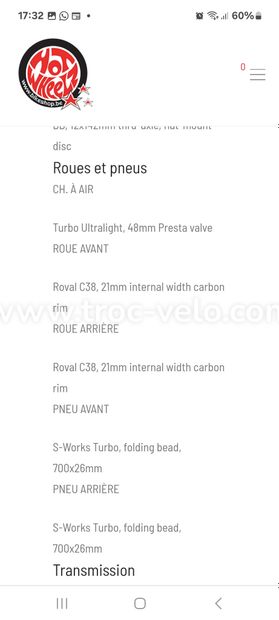 17:32
60%
HOT
WHEELZ
www.bikeshop.be
0
BB, 12x142mm thru-axle, flat-mount
disc
Roues et pneus
CH. À AIR
Turbo Ultralight, 48mm Presta valve
ROUE AVANT
Roval C38, 21mm internal width carbon
rim
www.troc-velo.com
ROUE ARRIÈRE
Roval C38, 21mm internal width carbon
rim
PNEU AVANT
S-Works Turbo, folding bead,
700x26mm
PNEU ARRIÈRE
S-Works Turbo, folding bead,
700x26mm
Transmission